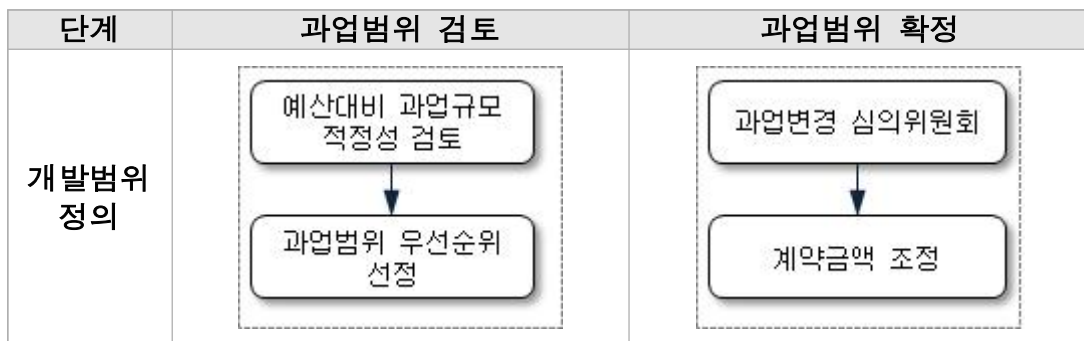 단계 과업범위 검토 과업범위 확정
개발범위
정의
예산대비 과업규모
적정성 검토
과업범위 우선순위
선정
과업변경 심의위원회
계약금액 조정